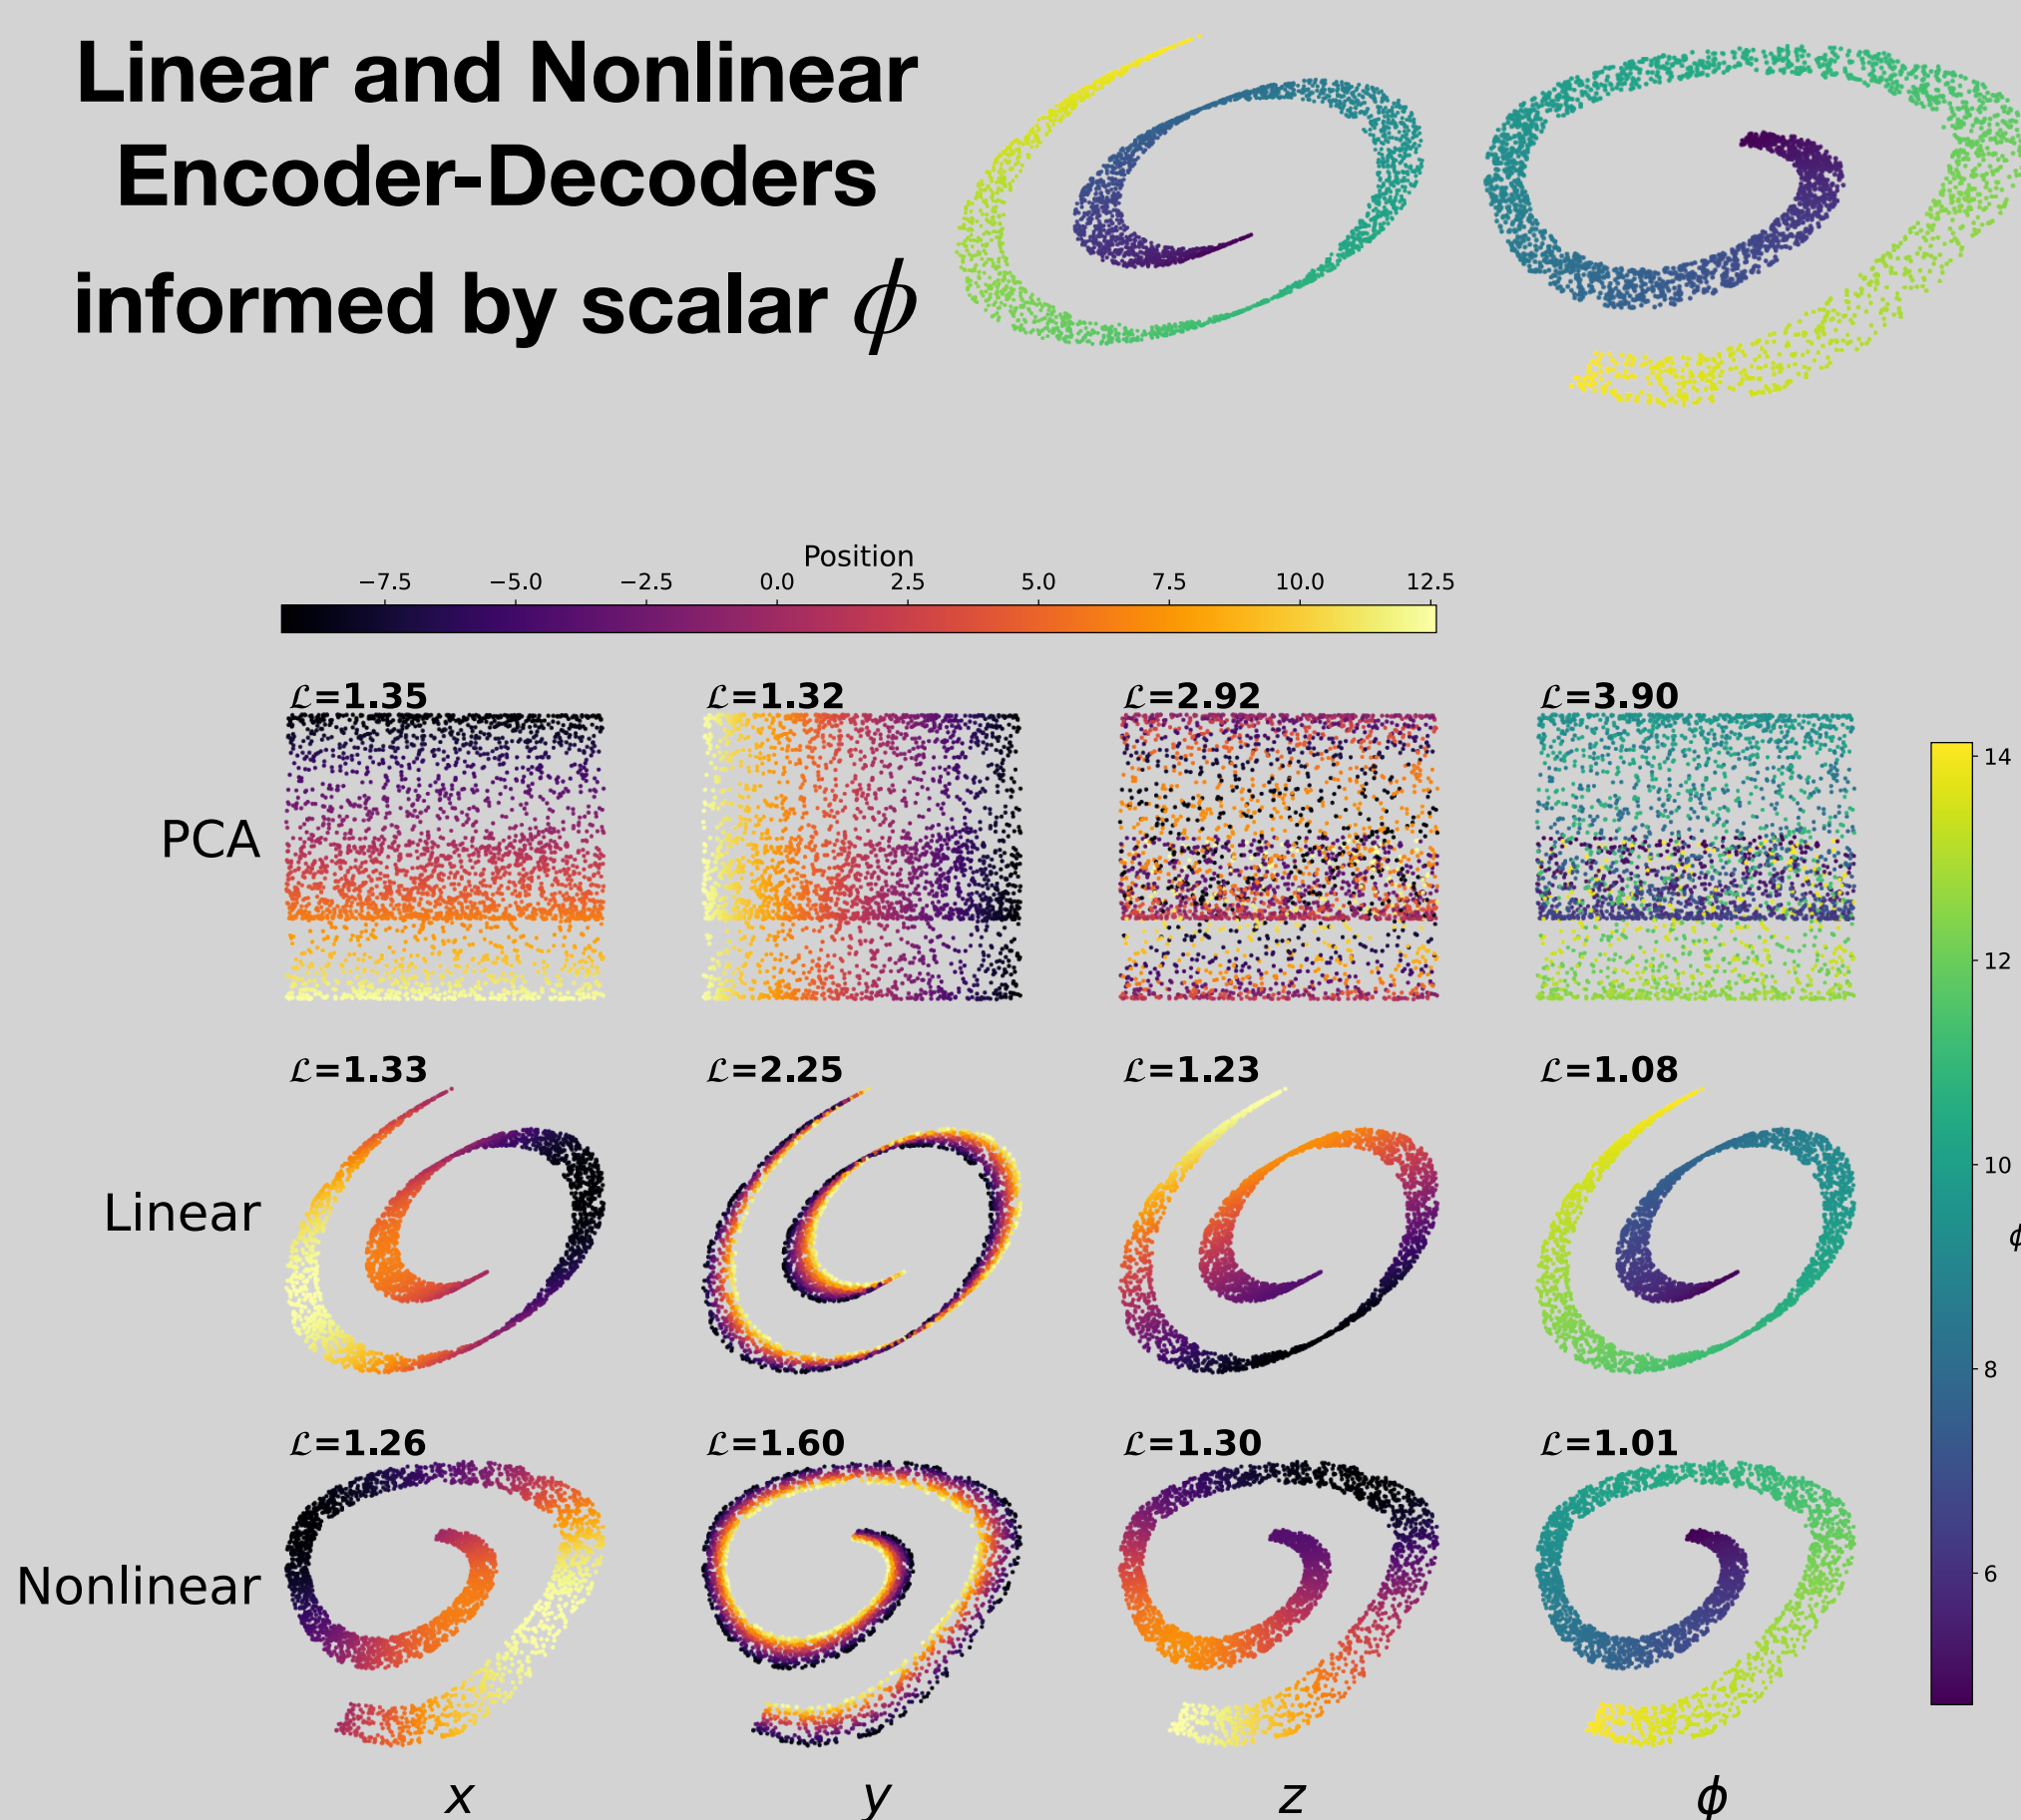 Linear and Nonlinear
Encoder-Decoders
informed by scalar ϕ
Position
−7.5 −5.0 −2.5 0.0 2.5 5.0 7.5 10.0 12.5
ℒ=1.35 ℒ=1.32 ℒ=2.92 ℒ=3.90
PCA
ℒ=1.33 ℒ=2.25 ℒ=1.23 ℒ=1.08
Linear
ℒ=1.26 ℒ=1.60 ℒ=1.30 ℒ=1.01
Nonlinear
x y z ϕ
14
12
10
ϕ
8
6